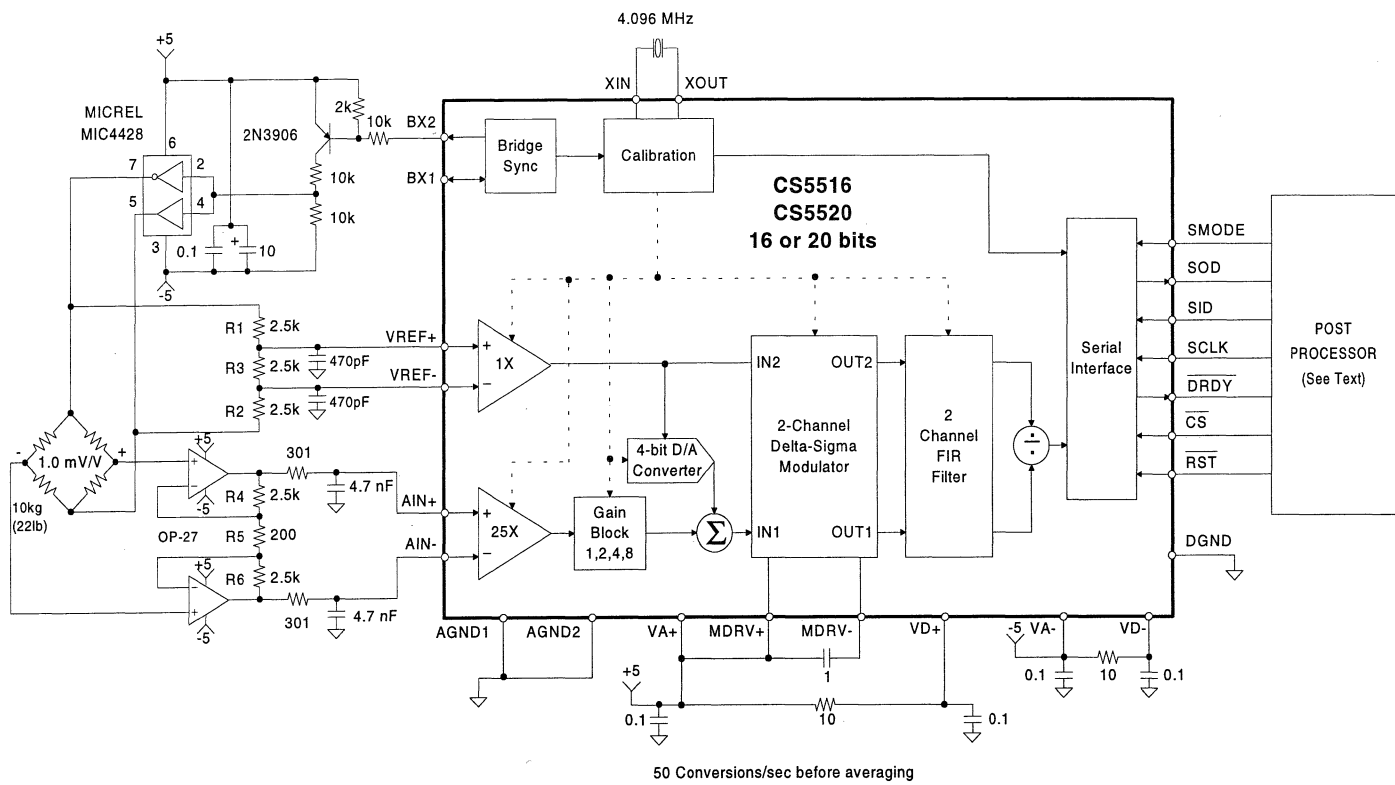 4.096 MHz
XIN
XOUT
+5
MICREL
MIC4428
2N3906
2k
10k
BX2
BX1
6
7
2
5
4
3
10k
10k
0.1
+
10
-5
Bridge
Sync
Calibration
CS5516
CS5520
16 or 20 bits
R1
2.5k
R3
2.5k
R2
2.5k
470pF
470pF
VREF+
VREF-
+
-
1X
IN2
OUT2
2-Channel
Delta-Sigma
Modulator
IN1
OUT1
2
Channel
FIR
Filter
÷
Serial
Interface
SMODE
SOD
SID
SCLK
DRDY
CS
RST
DGND
POST
PROCESSOR
(See Text)
4-bit D/A
Converter
25X
+
-
Gain
Block
1,2,4,8
Σ
-
1.0 mV/V
+
10kg
(22lb)
+5
+
-
-5
OP-27
+5
-
+
-5
301
R4
2.5k
R5
200
R6
2.5k
301
4.7 nF
4.7 nF
AIN+
AIN-
AGND1
AGND2
VA+
MDRV+
MDRV-
VD+
VA-
VD-
-5
0.1
10
0.1
1
+5
0.1
10
0.1
50 Conversions/sec before averaging